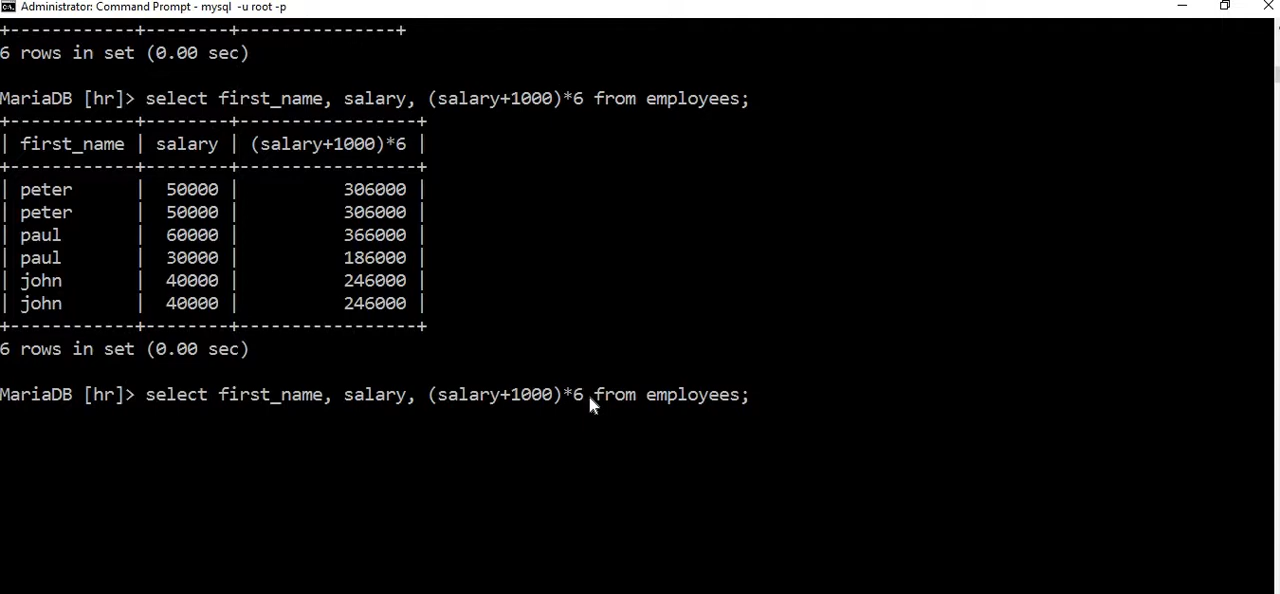 Administrator: Command Prompt - mysql -u root -p
+------------+--------+---------------+
6 rows in set (0.00 sec)
MariaDB [hr]> select first_name, salary, (salary+1000)*6 from employees;
+------------+--------+-----------------+
| first_name | salary | (salary+1000)*6 |
+------------+--------+-----------------+
| peter      |  50000 |          306000 |
| peter      |  50000 |          306000 |
| paul       |  60000 |          366000 |
| paul       |  30000 |          186000 |
| john       |  40000 |          246000 |
| john       |  40000 |          246000 |
+------------+--------+-----------------+
6 rows in set (0.00 sec)
MariaDB [hr]> select first_name, salary, (salary+1000)*6 from employees;